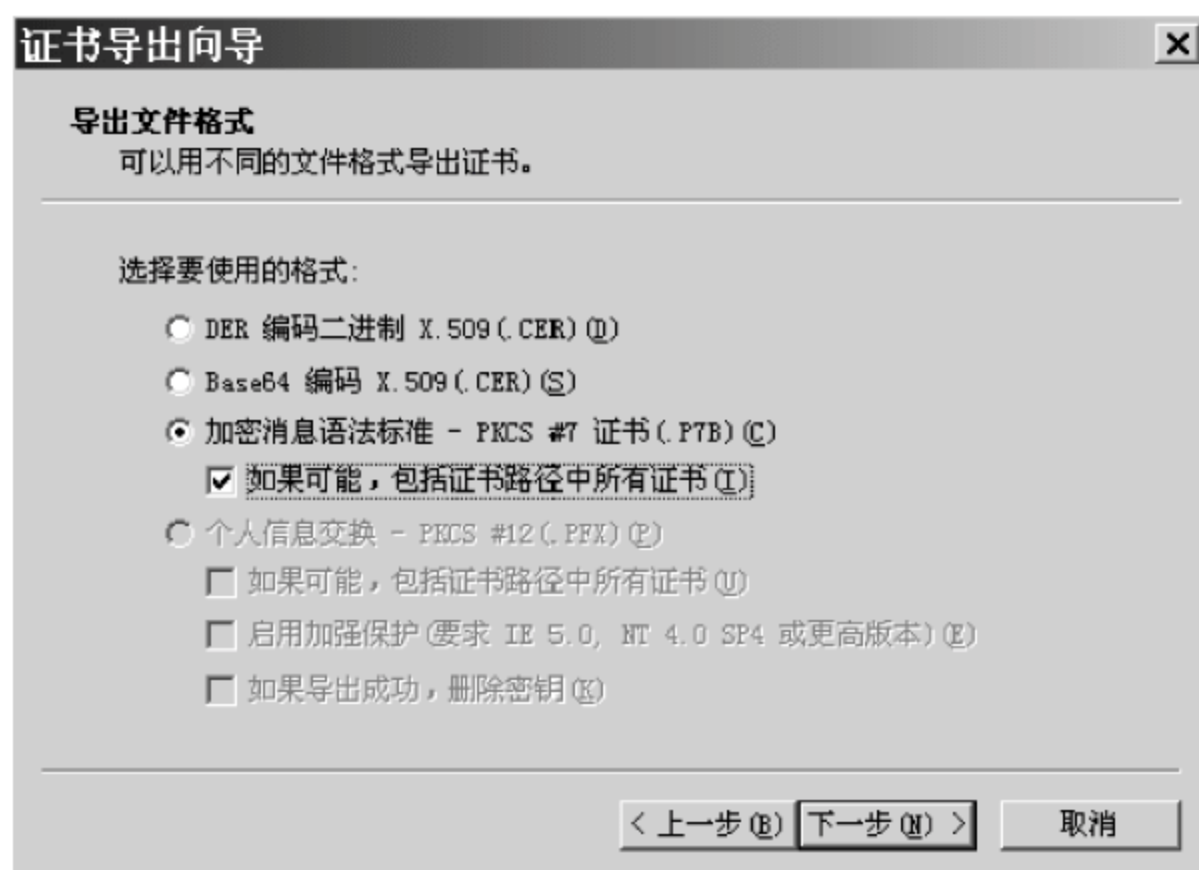 证书导出向导
导出文件格式
可以用不同的文件格式导出证书。
选择要使用的格式:
DER 编码二进制 X.509(.CER)(D)
Base64 编码 X.509(.CER)(S)
加密消息语法标准 - PKCS #7 证书(.P7B)(C)
如果可能，包括证书路径中所有证书(I)
个人信息交换 - PKCS #12(.PFX)(P)
如果可能，包括证书路径中所有证书(U)
启用加强保护(要求 IE 5.0, NT 4.0 SP4 或更高版本)(E)
如果导出成功，删除密钥(K)
< 上一步(B) 下一步(N) > 取消